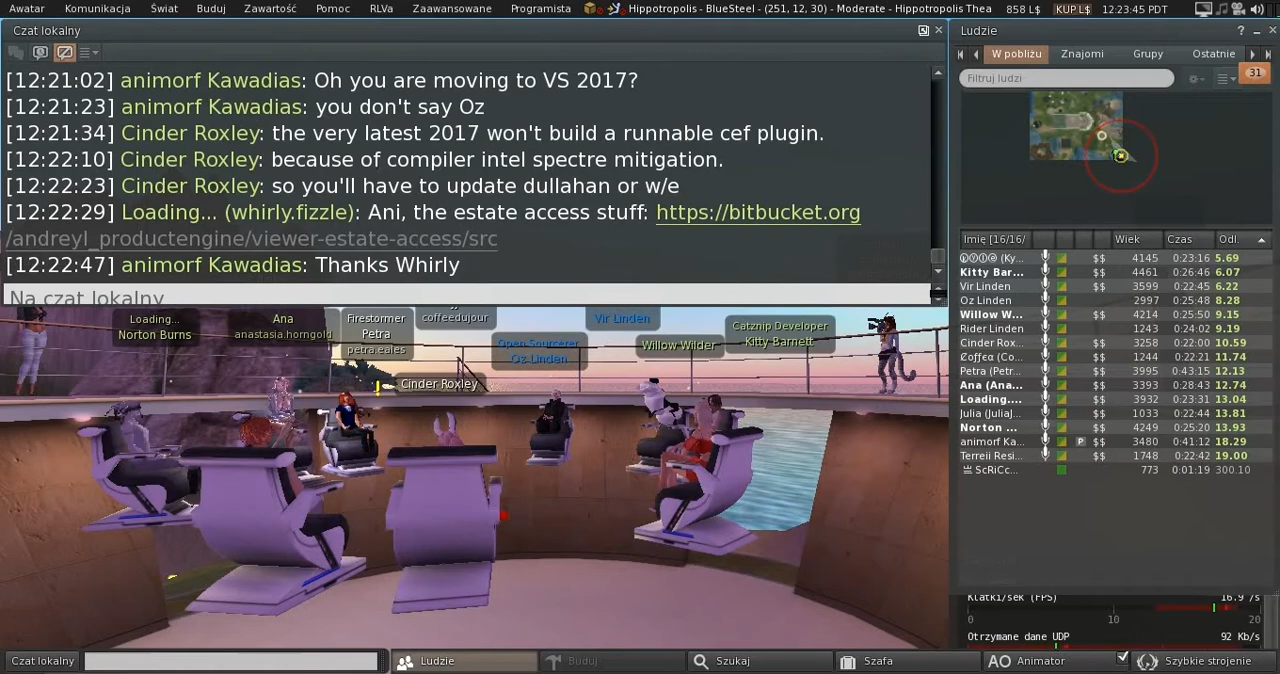 Awatar Komunikacja Świat Buduj Zawartość Pomoc RLVa Zaawansowane Programista Hippotropolis - BlueSteel - (251, 12, 30) - Moderate - Hippotropolis Thea 858 L$ KUP L$ 12:23:45 PDT
Czat lokalny
[12:21:02] animorf Kawadias: Oh you are moving to VS 2017?
[12:21:23] animorf Kawadias: you don't say Oz
[12:21:34] Cinder Roxley: the very latest 2017 won't build a runnable cef plugin.
[12:22:10] Cinder Roxley: because of compiler intel spectre mitigation.
[12:22:23] Cinder Roxley: so you'll have to update dullahan or w/e
[12:22:29] Loading... (whirly.fizzle): Ani, the estate access stuff: https://bitbucket.org
/andreyl_productengine/viewer-estate-access/src
[12:22:47] animorf Kawadias: Thanks Whirly
Na czat lokalny
Loading...
Norton Burns
Ana
anastasia.horngold
Firestormer
Petra
petra.eales
coffeedujour
Open Sourcerer
Oz Linden
Vir Linden
Willow Wilder
Catznip Developer
Kitty Barnett
Cinder Roxley
Ludzie ?
W pobliżu Znajomi Grupy Ostatnie
31
Filtruj ludzi
Imię [16/16/ Wiek Czas Odl.
(Ky... $$ 4145 0:23:16 5.69
Kitty Bar... $$ 4461 0:26:46 6.07
Vir Linden $$ 3599 0:22:45 6.22
Oz Linden 2997 0:25:48 8.28
Willow W... $$ 4214 0:25:50 9.15
Rider Linden 1243 0:24:02 9.19
Cinder Rox... $$ 3258 0:22:00 10.59
(Co... $$ 1244 0:22:21 11.74
Petra (Petr... $$ 3995 0:43:15 12.13
Ana (Ana... $$ 3393 0:28:43 12.74
Loading.... $$ 3932 0:23:31 13.04
Julia (JuliaJ... $$ 1033 0:22:44 13.81
Norton ... $$ 4249 0:25:20 13.93
animorf Ka... P $$ 3480 0:41:12 18.29
Terreii Resi... $$ 1748 0:22:42 19.00
ScRiCc... 773 0:01:19 300.10
Klatki/sek (FPS) 16.9 /s
0 10 20
Otrzymane dane UDP 92 Kb/s
Czat lokalny Ludzie Buduj Szukaj Szafa AO Animator Szybkie strojenie